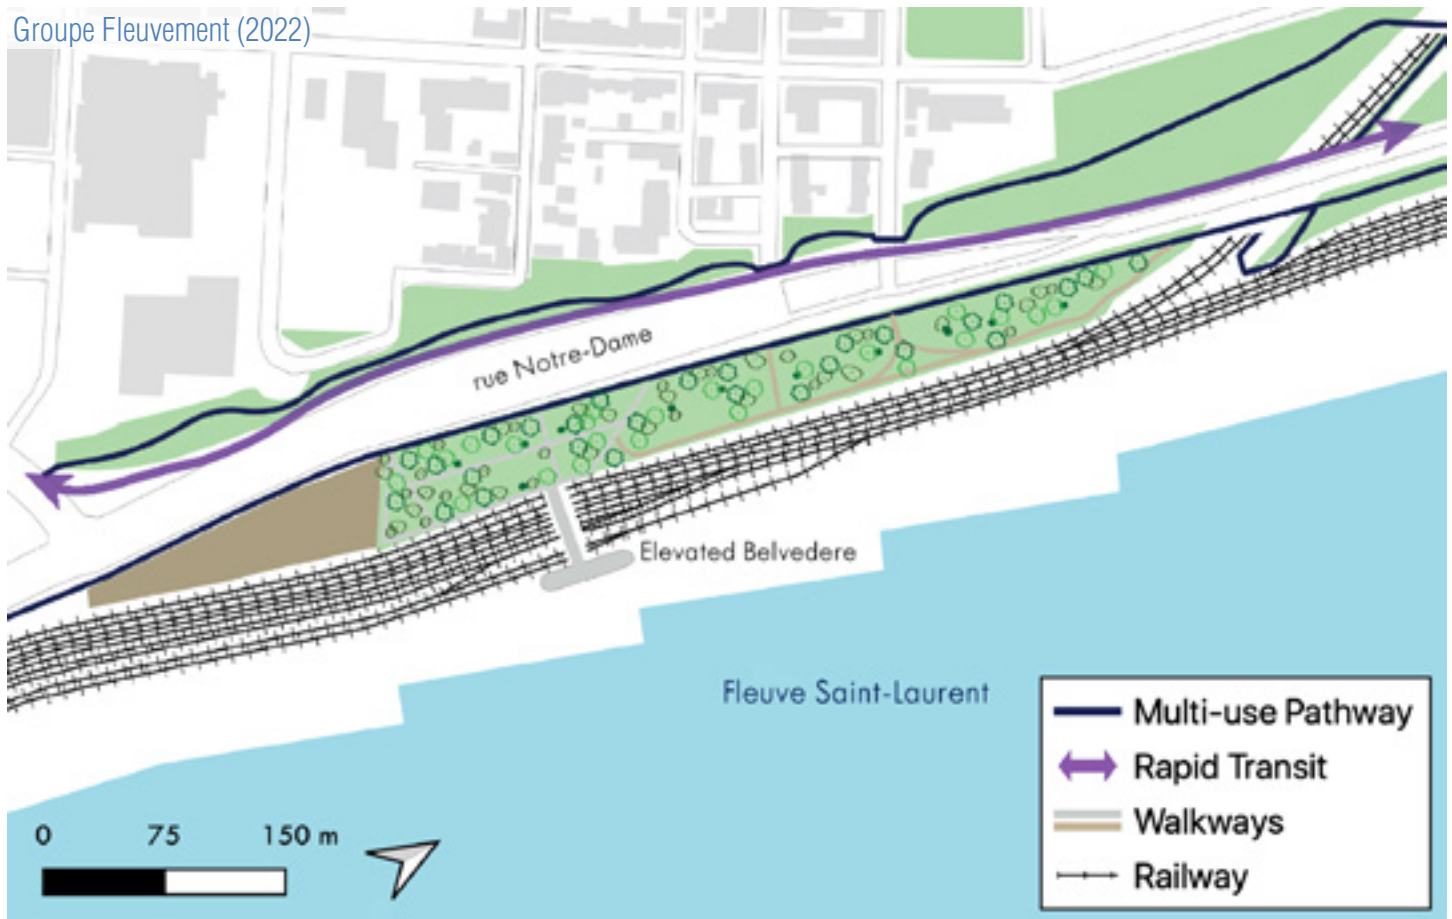 Groupe Fleuvement (2022)
rue Notre-Dame
Elevated Belvedere
Fleuve Saint-Laurent
Multi-use Pathway
Rapid Transit
Walkways
Railway
0 75 150 m